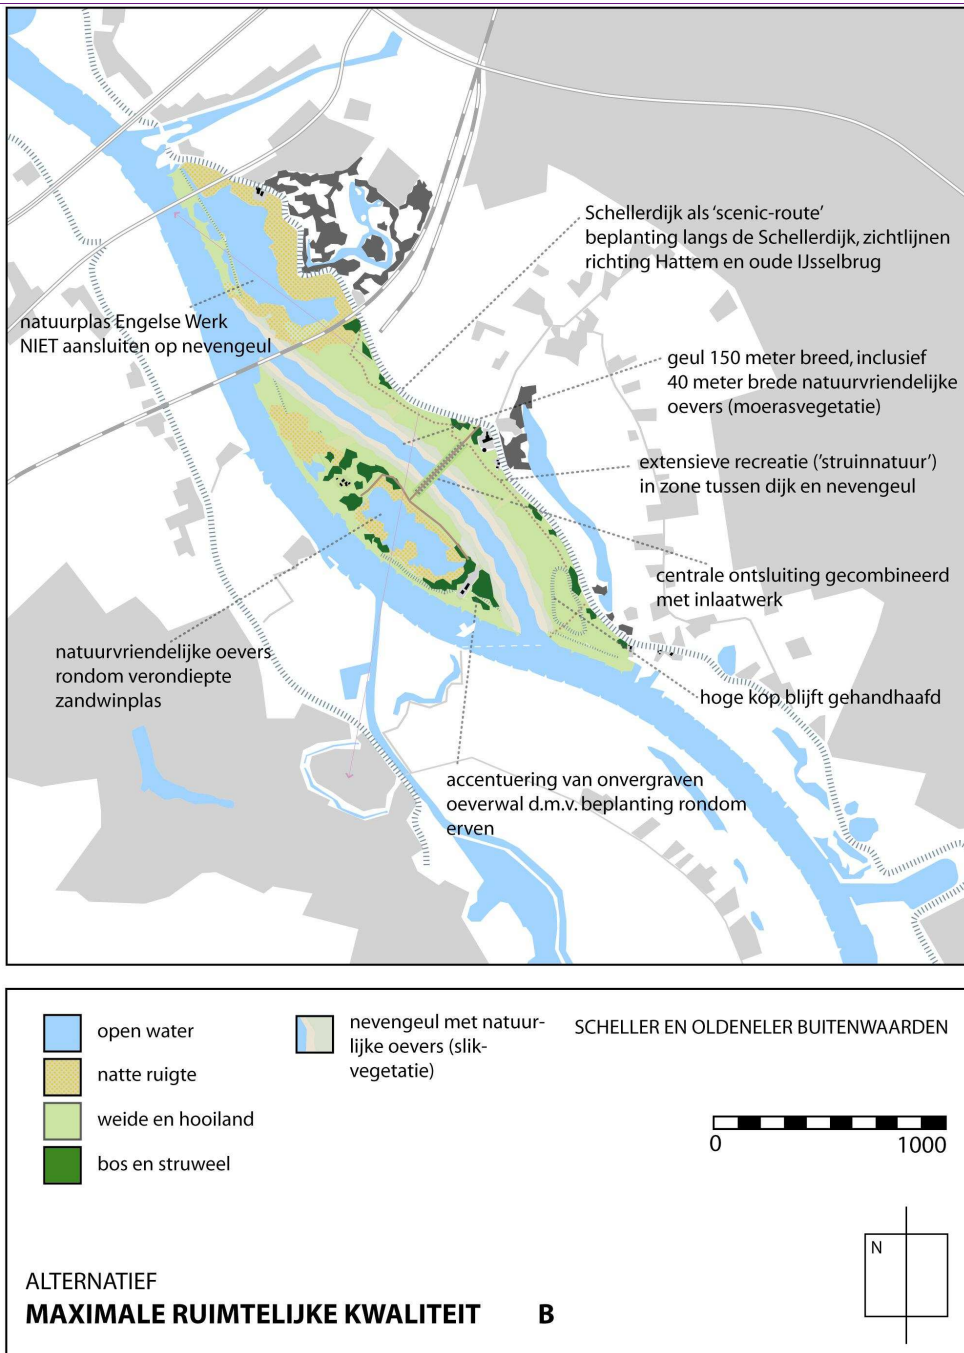 Schellerdijk als ‘scenic-route’
beplanting langs de Schellerdijk, zichtlijnen
richting Hattem en oude IJsselbrug
natuurplas Engelse Werk
NIET aansluiten op nevengeul
geul 150 meter breed, inclusief
40 meter brede natuurvriendelijke
oevers (moerasvegetatie)
extensieve recreatie (‘struinnatuur’)
in zone tussen dijk en nevengeul
centrale ontsluiting gecombineerd
met inlaatwerk
natuurvriendelijke oevers
rondom verondiepte
zandwinplas
hoge kop blijft gehandhaafd
accentuering van onvergraven
oeverwal d.m.v. beplanting rondom
erven
open water
natte ruigte
weide en hooiland
bos en struweel
nevengeul met natuur-
lijke oevers (slik-
vegetatie)
SCHELLER EN OLDENELER BUITENWAARDEN
0 1000
N
ALTERNATIEF
MAXIMALE RUIMTELIJKE KWALITEIT B